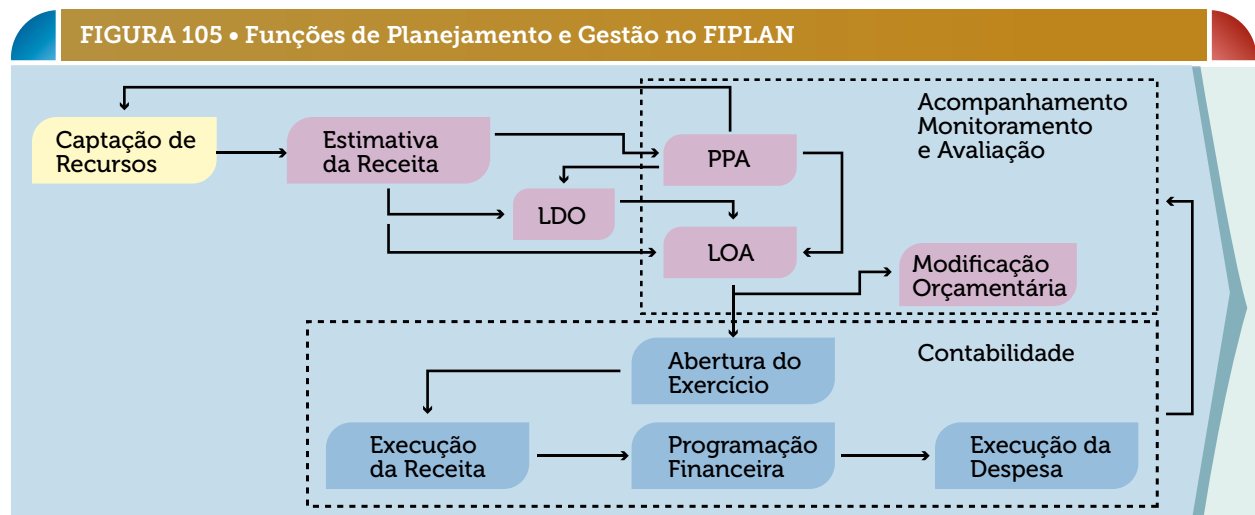 FIGURA 105 • Funções de Planejamento e Gestão no FIPLAN
Acompanhamento
Monitoramento
e Avaliação
Captação de
Recursos
Estimativa
da Receita
PPA
LDO
LOA
Modificação
Orçamentária
Contabilidade
Abertura do
Exercício
Execução
da Receita
Programação
Financeira
Execução da
Despesa